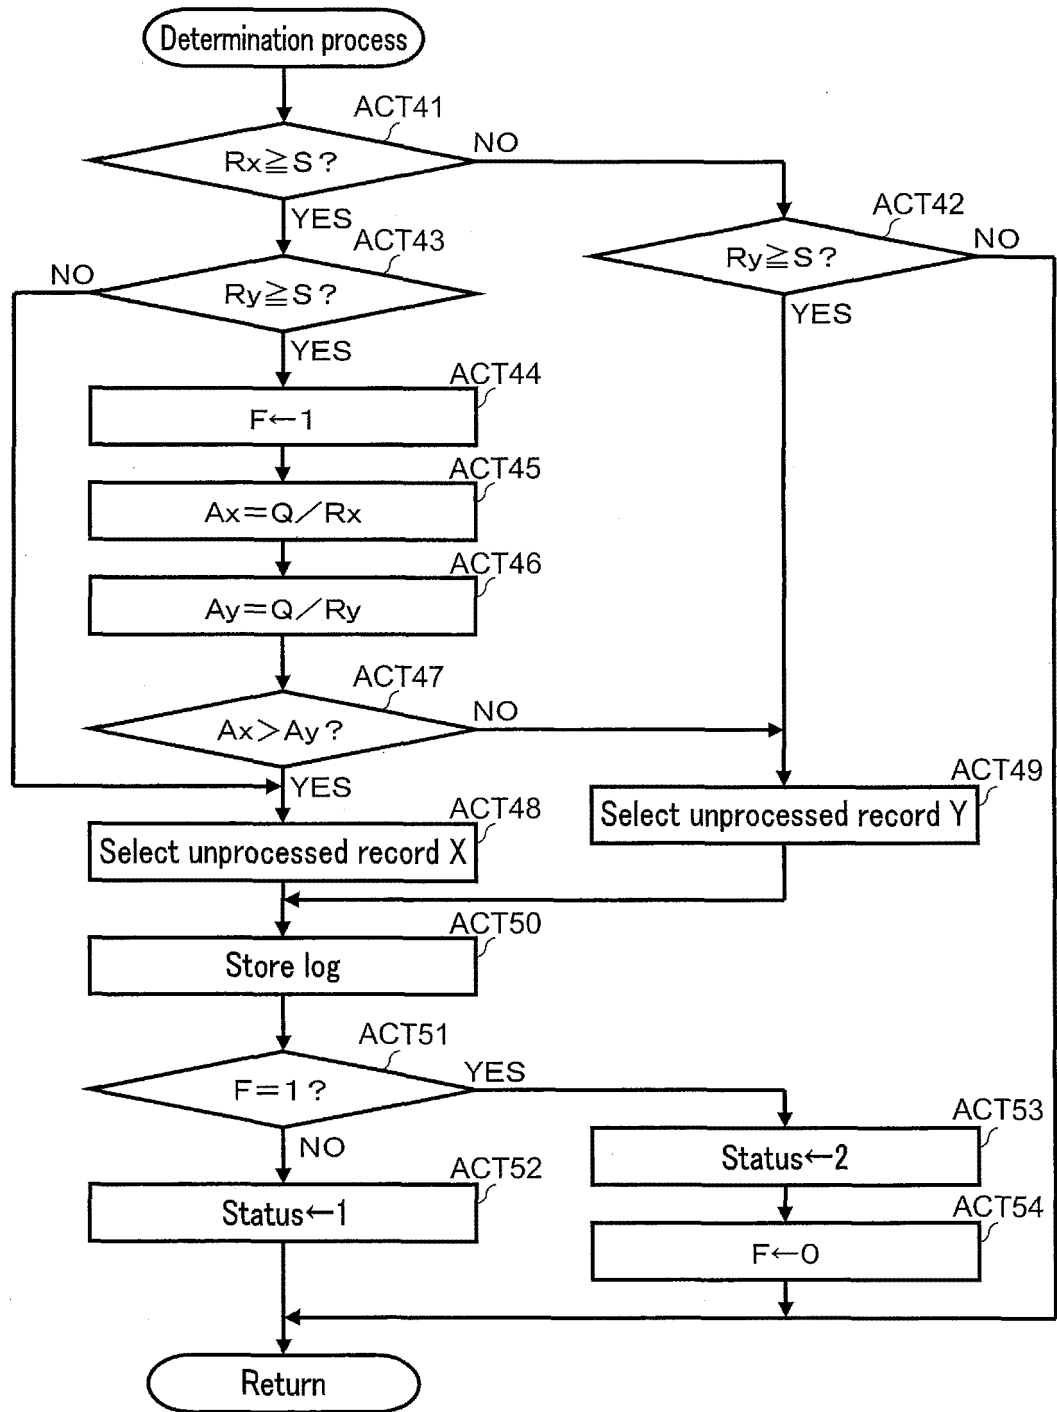 Determination process
ACT41
Rx≧S?
NO
YES
ACT42
Ry≧S?
NO
YES
ACT43
NO
Ry≧S?
YES
ACT44
F←1
ACT45
Ax=Q/Rx
ACT46
Ay=Q/Ry
ACT47
Ax>Ay?
NO
YES
ACT49
Select unprocessed record Y
ACT48
Select unprocessed record X
ACT50
Store log
ACT51
F=1?
YES
NO
ACT53
Status←2
ACT52
Status←1
ACT54
F←0
Return